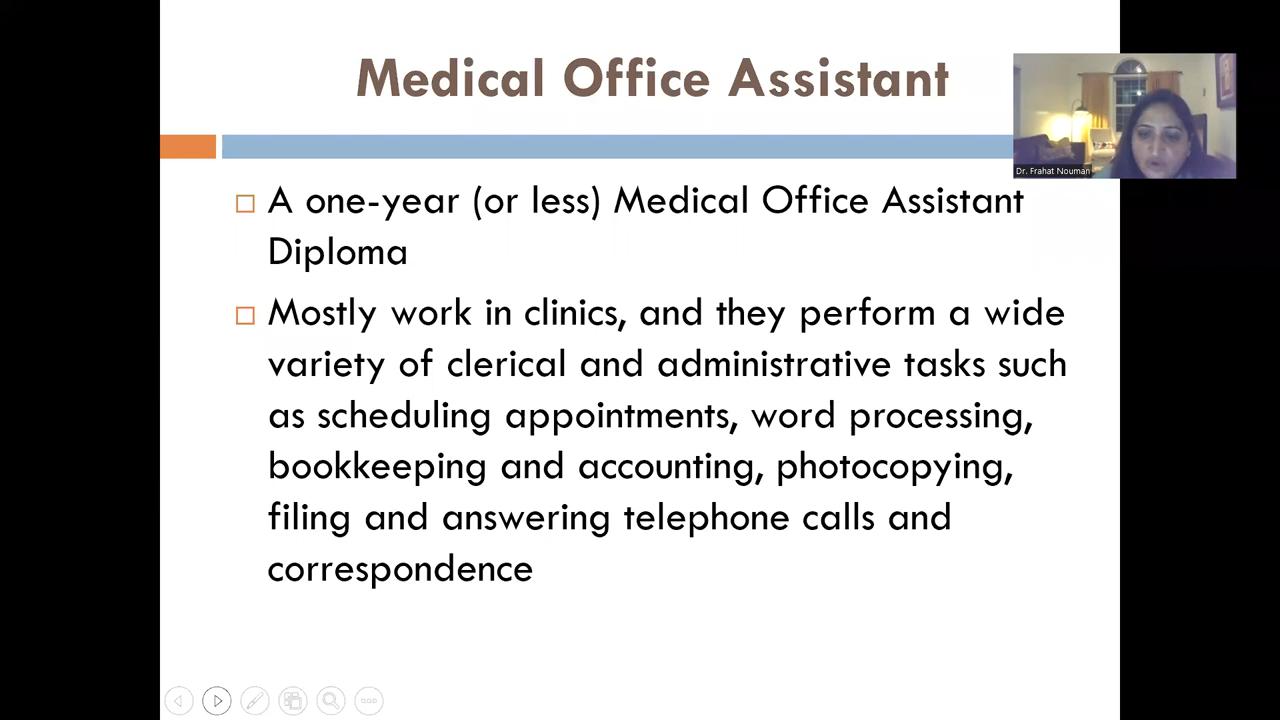 Medical Office Assistant
Dr. Frahat Nouman
A one-year (or less) Medical Office Assistant
Diploma
Mostly work in clinics, and they perform a wide
variety of clerical and administrative tasks such
as scheduling appointments, word processing,
bookkeeping and accounting, photocopying,
filing and answering telephone calls and
correspondence